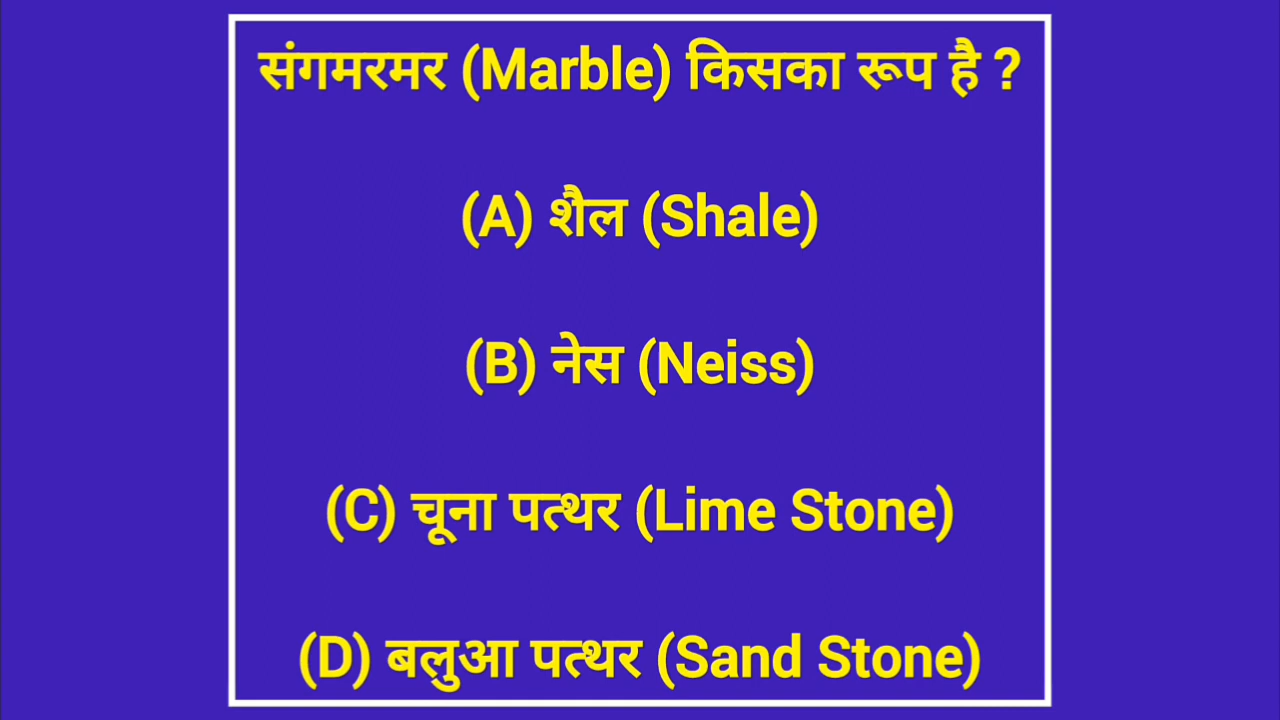 संगमरमर (Marble) किसका रूप है ?
(A) शैल (Shale)
(B) नेस (Neiss)
(C) चूना पत्थर (Lime Stone)
(D) बलुआ पत्थर (Sand Stone)